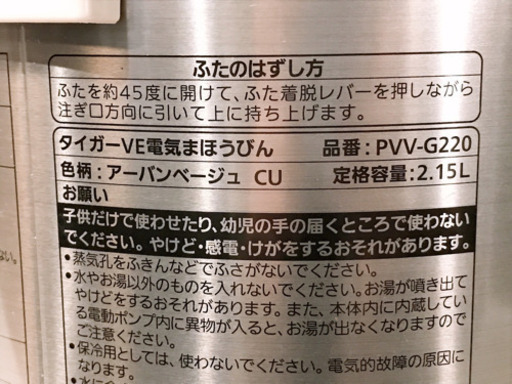 ふたのはずし方
ふたを約45度に開けて、ふた着脱レバーを押しながら
注ぎ口方向に引いて上に持ち上げます。
タイガーVE電気まほうびん 品番：PVV-G220
色柄：アーバンベージュ CU 定格容量：2.15L
お願い
子供だけで使わせたり、幼児の手の届くところで使わない
でください。やけど・感電・けがをするおそれがあります。
●蒸気孔をふきんなどでふさがないでください。
●水やお湯以外のものを入れないでください。お湯が噴き出て
やけどをするおそれがあります。また、本体内に内蔵してい
る電動ポンプ内に異物が入ると、お湯が出なくなりますので
ご注意ください。
●保冷用としては、使わないでください。電気的故障の原因に
なります。